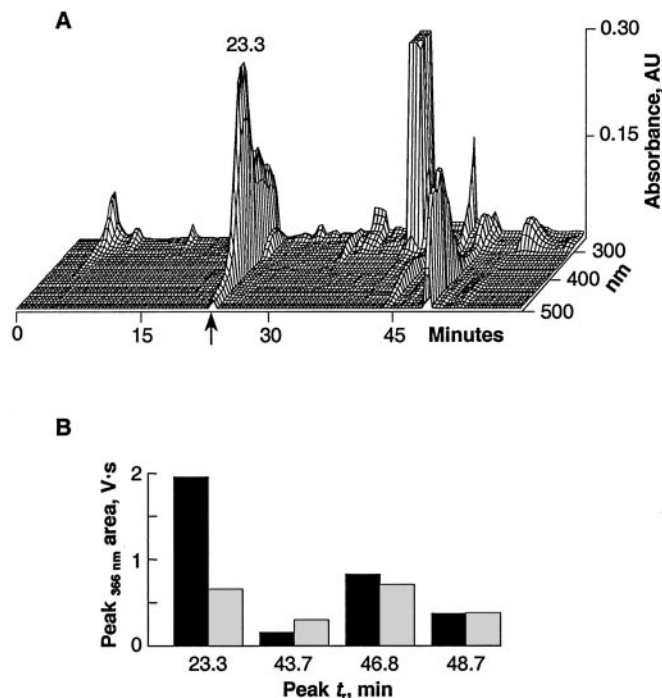 A
23.3
0.30
0.15
Absorbance, AU
300
400
500
nm
0 15 30 45 Minutes
B
Peak 366 nm area, V·s
2
1
0
23.3 43.7 46.8 48.7
Peak tr, min